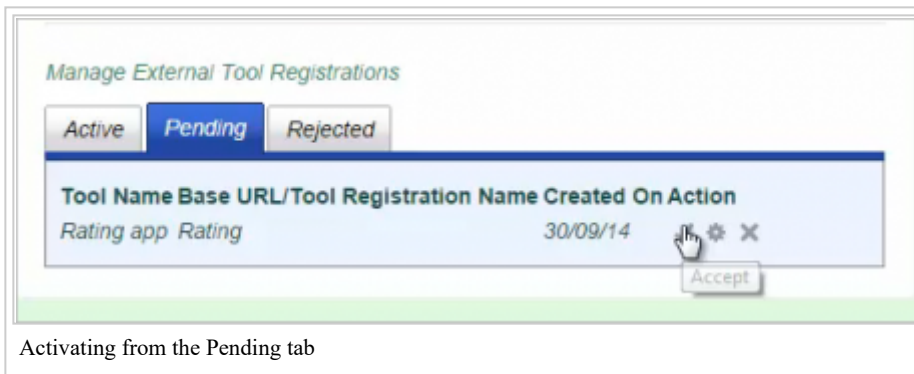 Manage External Tool Registrations
Active Pending Rejected
Tool Name Base URL/Tool Registration Name Created On Action
Rating app Rating 30/09/14
Accept
Activating from the Pending tab